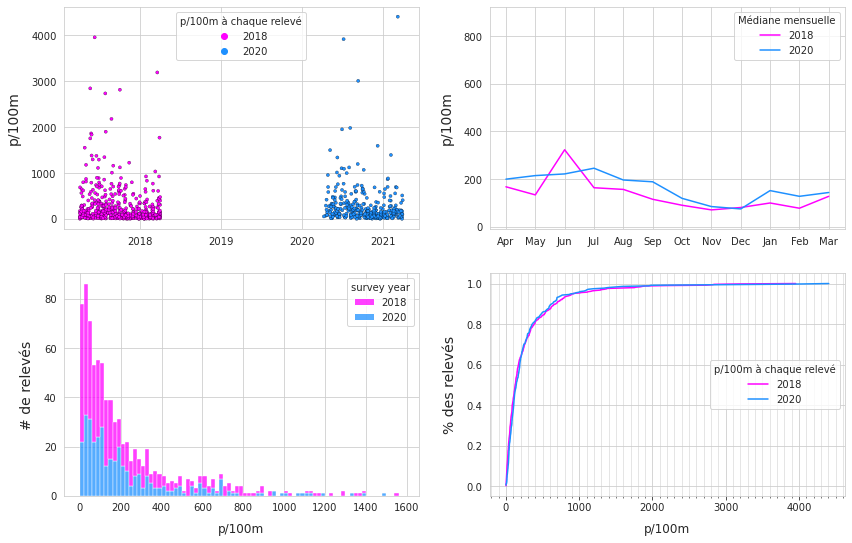 p/100m à chaque relevé
2018
2020
4000
3000
2000
1000
0
p/100m
2018
2019
2020
2021
Médiane mensuelle
2018
2020
800
600
400
200
0
p/100m
Apr May Jun Jul Aug Sep Oct Nov Dec Jan Feb Mar
survey year
2018
2020
80
60
40
20
0
# de relevés
0 200 400 600 800 1000 1200 1400 1600
p/100m
1.0
0.8
0.6
0.4
0.2
0.0
% des relevés
p/100m à chaque relevé
2018
2020
0 1000 2000 3000 4000
p/100m